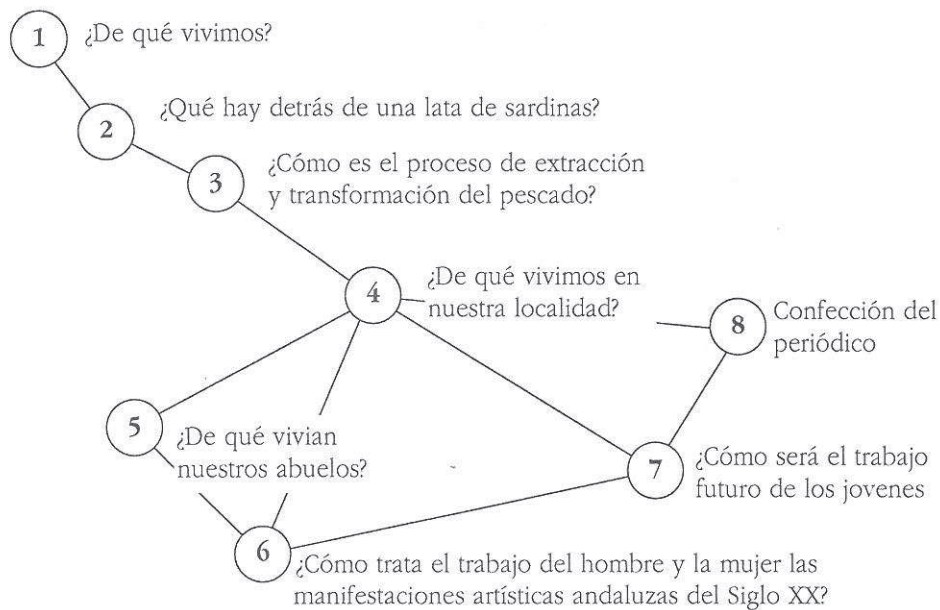 1 ¿De qué vivimos?
2 ¿Qué hay detrás de una lata de sardinas?
3 ¿Cómo es el proceso de extracción
y transformación del pescado?
4 ¿De qué vivimos en
nuestra localidad?
8 Confección del
periódico
5 ¿De qué vivian
nuestros abuelos?
7 ¿Cómo será el trabajo
futuro de los jovenes
6 ¿Cómo trata el trabajo del hombre y la mujer las
manifestaciones artísticas andaluzas del Siglo XX?